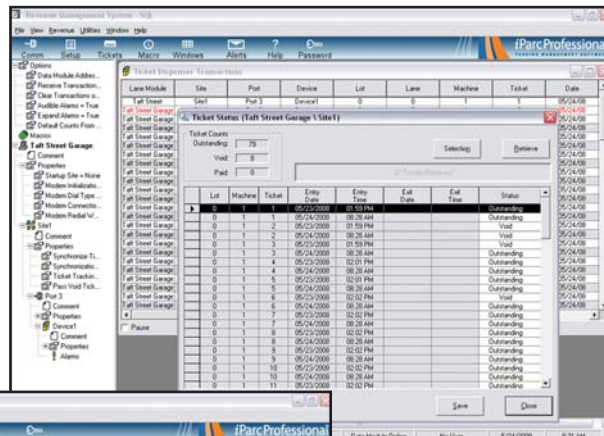 Revenue Management System - SQL
File View Revenue Utilities Window Help
Comm Setup Tickets Macro Windows Alerts Help Password
iParcProfessional
Options
Data Module Addres...
Receive Transaction...
Clear Transactions o...
Audible Alarms = True
Expand Alarms = True
Default Counts From ...
Macros
Taft Street Garage
Comment
Properties
Startup Site = None
Modem Initializatio...
Modem Dial Type ...
Modem Connectio...
Modem Redial W...
Site1
Comment
Properties
Synchronize Ti...
Synchronizatio...
Ticket Trackin...
Pass Void Tick...
Port 3
Comment
Properties
Device1
Comment
Properties
Alarms
Ticket Dispenser Transactions
Lane Module Site Port Device Lot Lane Machine Ticket Date
Taft Street Site1 Port 3 Device1 0 0 1 1 05/24/08
Taft Street Garage
Pause
Ticket Status (Taft Street Garage \ Site1)
Ticket Counts
Outstanding: 79
Void: 8
Paid: 0
Selection
Retrieve
Lot Machine Ticket Entry Date Entry Time Exit Date Exit Time Status
0 1 1 05/23/2008 01:59 PM Outstanding
0 1 1 05/24/2008 08:28 AM Outstanding
0 1 2 05/23/2008 01:59 PM Void
0 1 2 05/24/2008 08:28 AM Outstanding
0 1 3 05/23/2008 01:59 PM Void
0 1 3 05/24/2008 08:28 AM Outstanding
0 1 4 05/23/2008 02:01 PM Outstanding
0 1 4 05/24/2008 08:28 AM Outstanding
0 1 5 05/23/2008 02:01 PM Outstanding
0 1 5 05/24/2008 08:28 AM Outstanding
0 1 6 05/23/2008 02:02 PM Void
0 1 6 05/24/2008 08:28 AM Outstanding
0 1 7 05/23/2008 02:02 PM Outstanding
0 1 7 05/24/2008 08:28 AM Outstanding
0 1 8 05/23/2008 02:02 PM Outstanding
0 1 8 05/24/2008 08:28 AM Outstanding
0 1 9 05/23/2008 02:02 PM Outstanding
0 1 9 05/24/2008 08:28 AM Outstanding
0 1 10 05/23/2008 02:02 PM Outstanding
0 1 10 05/24/2008 08:28 AM Outstanding
0 1 11 05/23/2008 02:02 PM Outstanding
Save
Close
iParcProfessional
Data Module Online No User 5/24/2008 8:31 AM